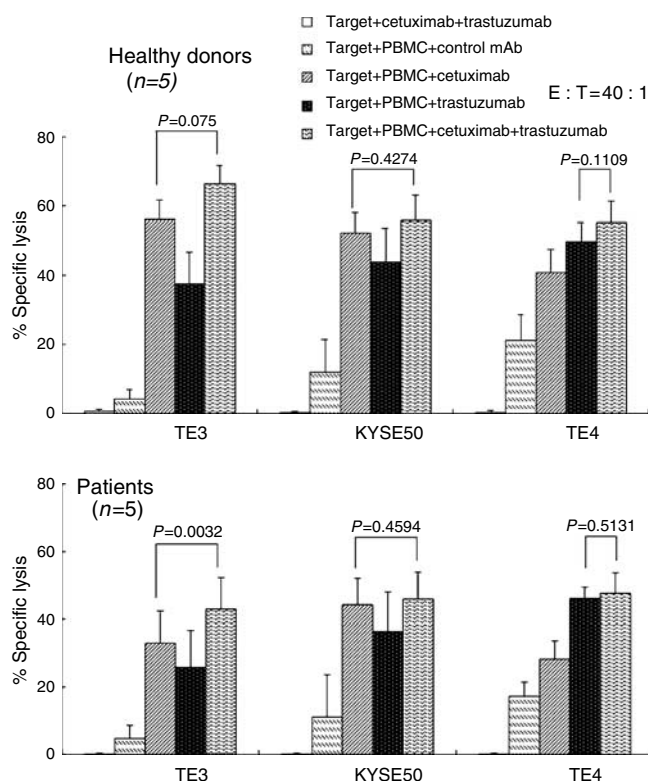 Target+cetuximab+trastuzumab
Target+PBMC+control mAb
Target+PBMC+cetuximab
Target+PBMC+trastuzumab
Target+PBMC+cetuximab+trastuzumab
E : T=40 : 1
Healthy donors
(n=5)
% Specific lysis
80
60
40
20
0
P=0.075
P=0.4274
P=0.1109
TE3
KYSE50
TE4
Patients
(n=5)
% Specific lysis
80
60
40
20
0
P=0.0032
P=0.4594
P=0.5131
TE3
KYSE50
TE4